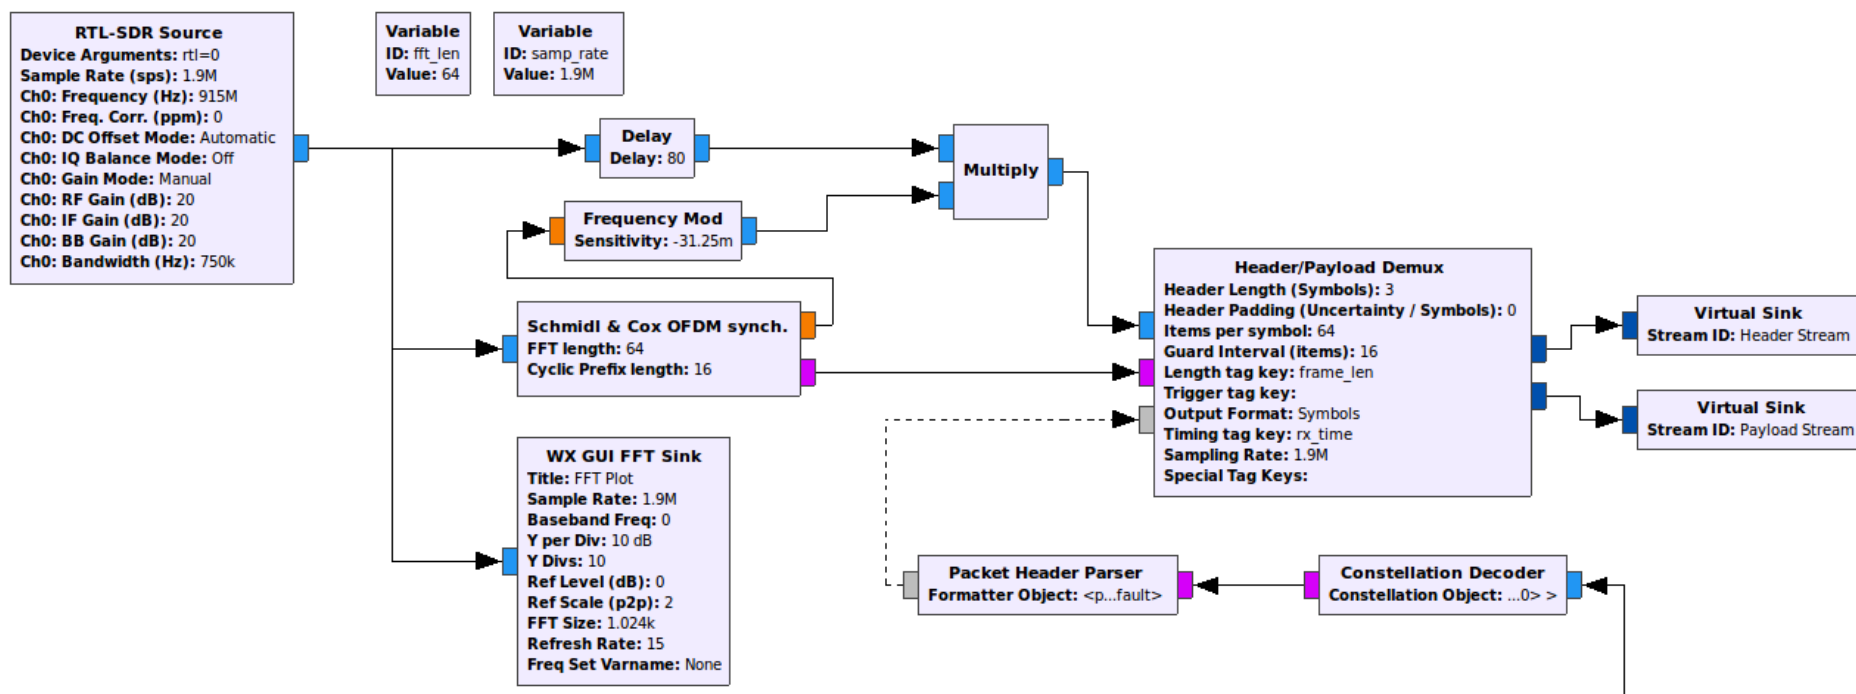 RTL-SDR Source
Device Arguments: rtl=0
Sample Rate (sps): 1.9M
Ch0: Frequency (Hz): 915M
Ch0: Freq. Corr. (ppm): 0
Ch0: DC Offset Mode: Automatic
Ch0: IQ Balance Mode: Off
Ch0: Gain Mode: Manual
Ch0: RF Gain (dB): 20
Ch0: IF Gain (dB): 20
Ch0: BB Gain (dB): 20
Ch0: Bandwidth (Hz): 750k
Variable
ID: fft_len
Value: 64
Variable
ID: samp_rate
Value: 1.9M
Delay
Delay: 80
Multiply
Frequency Mod
Sensitivity: -31.25m
Schmidl & Cox OFDM synch.
FFT length: 64
Cyclic Prefix length: 16
Header/Payload Demux
Header Length (Symbols): 3
Header Padding (Uncertainty / Symbols): 0
Items per symbol: 64
Guard Interval (items): 16
Length tag key: frame_len
Trigger tag key:
Output Format: Symbols
Timing tag key: rx_time
Sampling Rate: 1.9M
Special Tag Keys:
Virtual Sink
Stream ID: Header Stream
Virtual Sink
Stream ID: Payload Stream
WX GUI FFT Sink
Title: FFT Plot
Sample Rate: 1.9M
Baseband Freq: 0
Y per Div: 10 dB
Y Divs: 10
Ref Level (dB): 0
Ref Scale (p2p): 2
FFT Size: 1.024k
Refresh Rate: 15
Freq Set Varname: None
Packet Header Parser
Formatter Object: <p...fault>
Constellation Decoder
Constellation Object: ...0> >